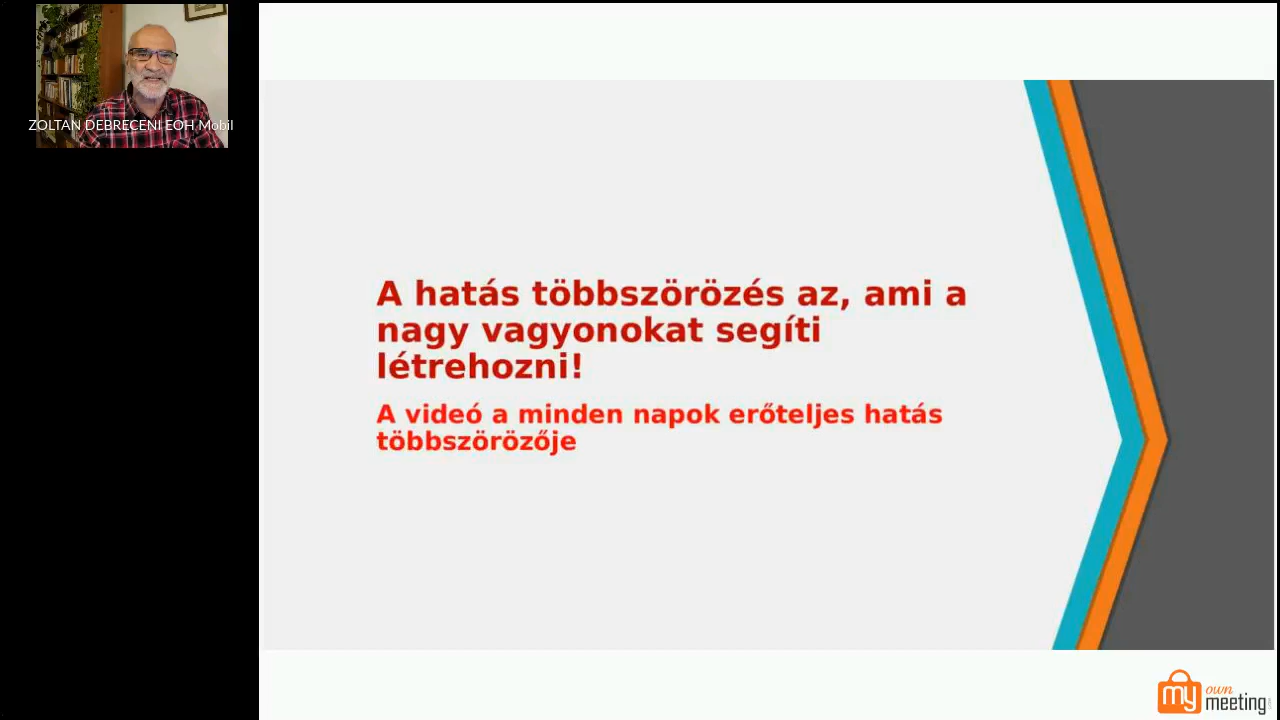 ZOLTAN DEBRECENI EOH Mobil
A hatás többszörözés az, ami a
nagy vagyonokat segíti
létrehozni!
A videó a minden napok erőteljes hatás
többszörözője
my own
meeting